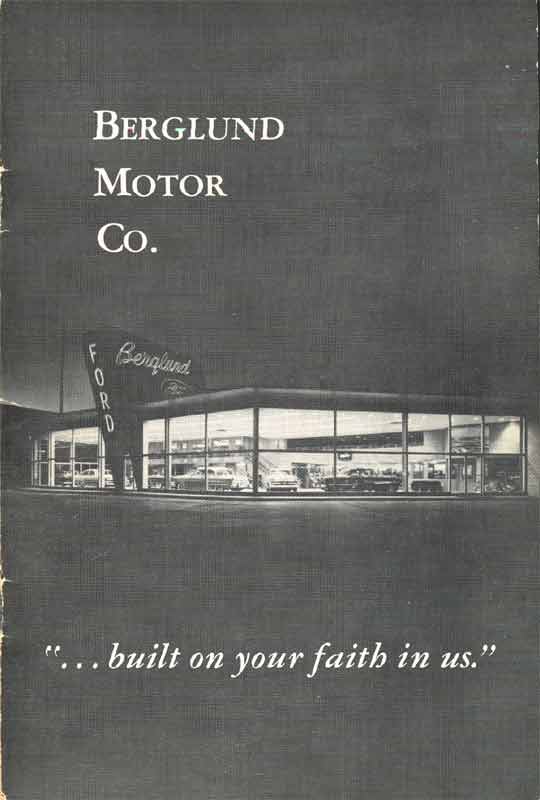 BERGLUND
MOTOR
CO.
Berglund
FORD
"... built on your faith in us."